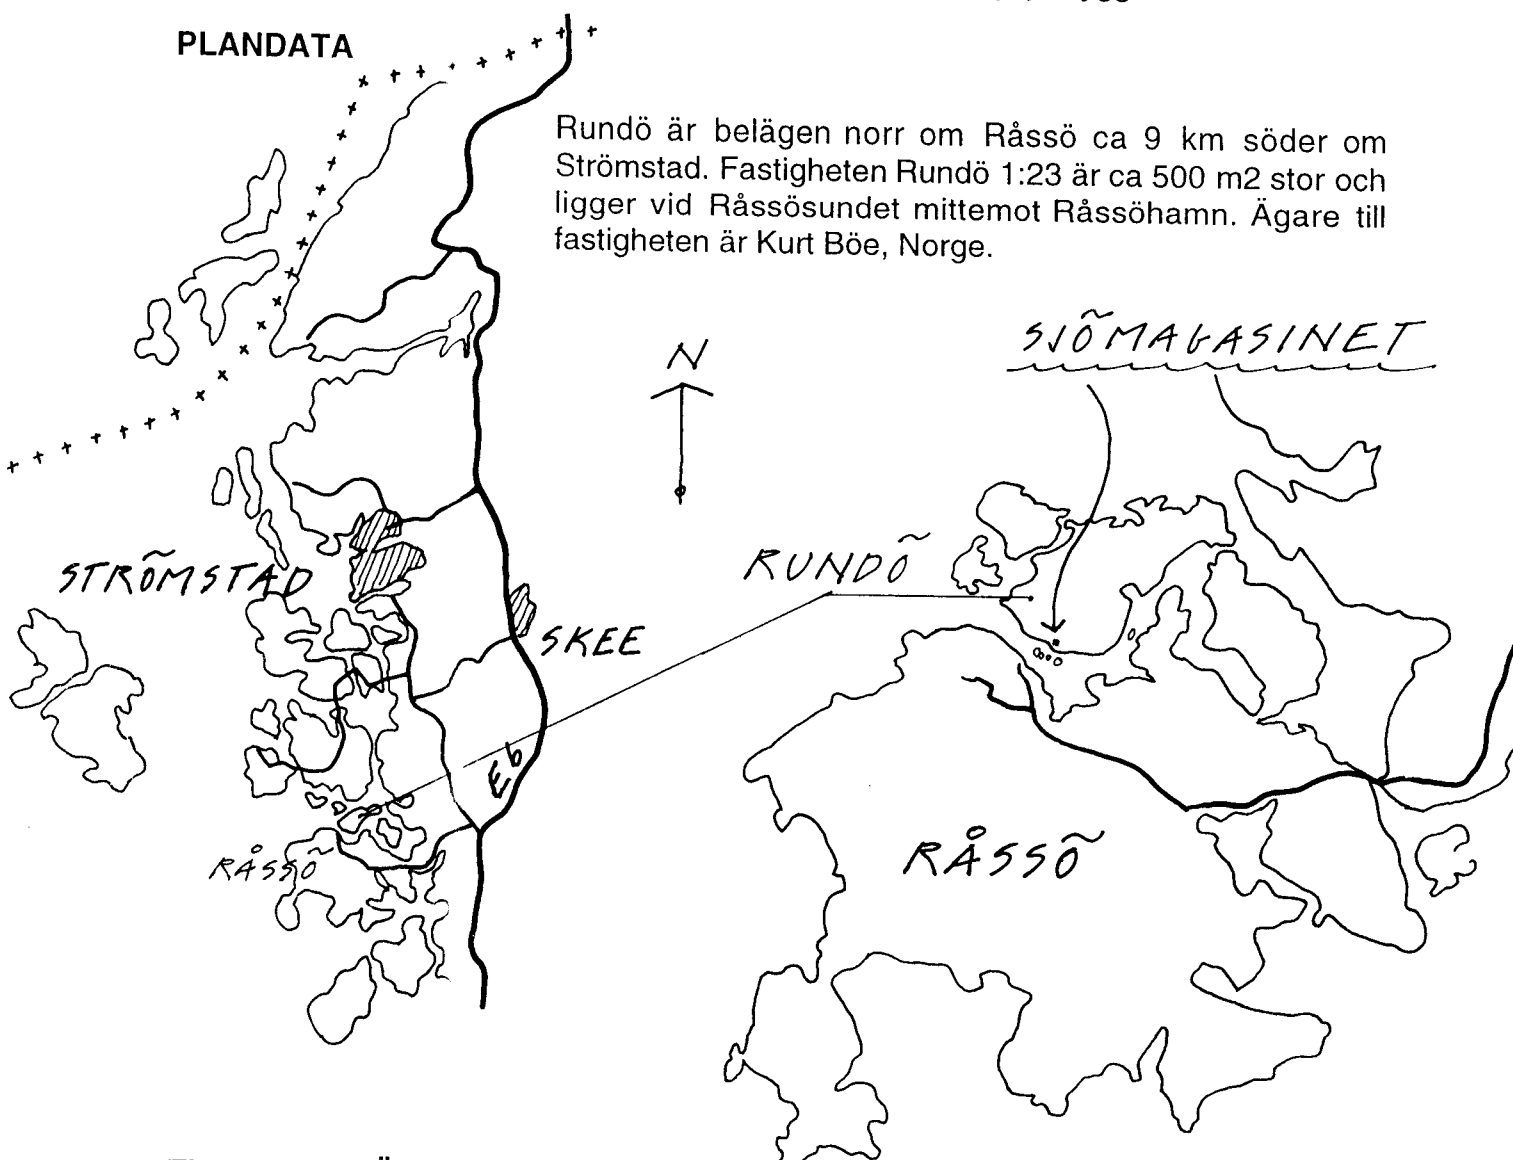 PLANDATA
Rundö är belägen norr om Råssö ca 9 km söder om
Strömstad. Fastigheten Rundö 1:23 är ca 500 m2 stor och
ligger vid Råssösundet mittemot Råssöhamn. Ägare till
fastigheten är Kurt Böe, Norge.
SJÖMAGASINET
N
RUNDÖ
STRÖMSTAD
SKEE
E6
RÅSSÖ
RÅSSÖ